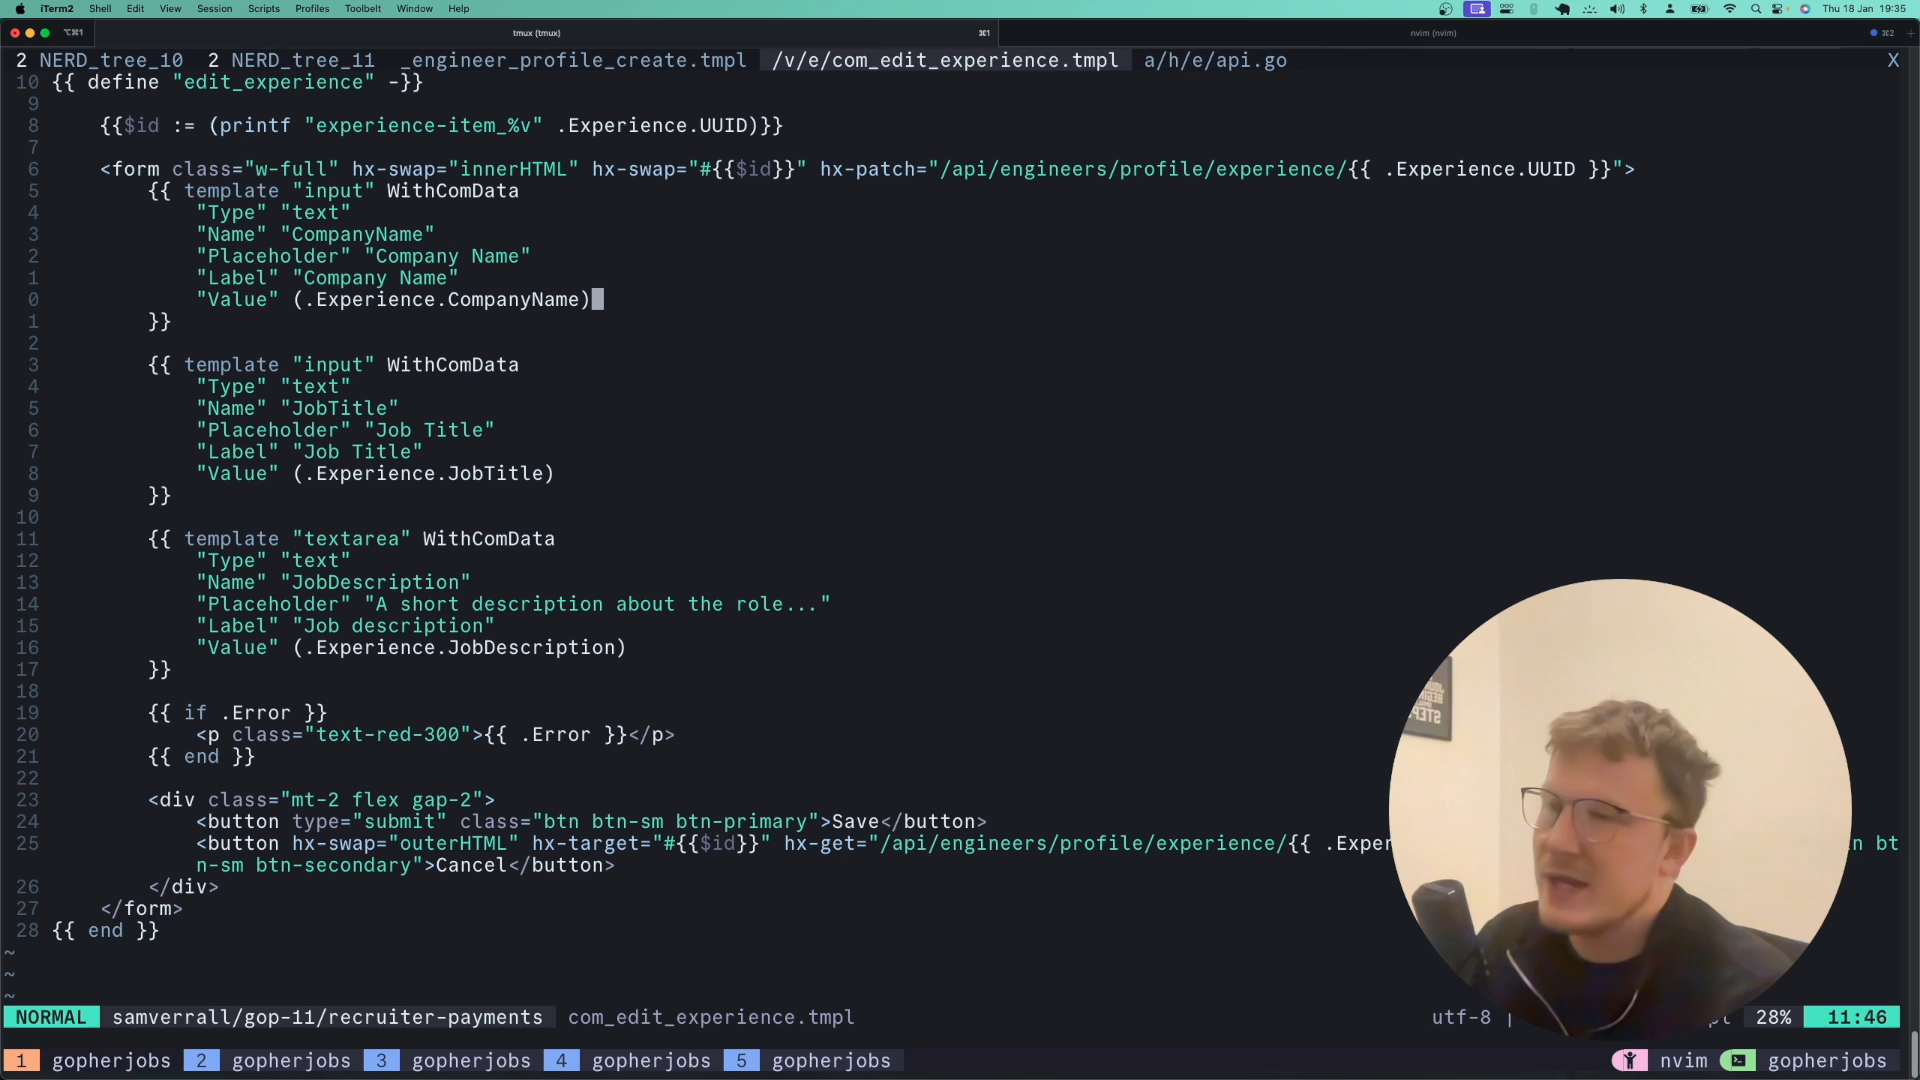 iTerm2 Shell Edit View Session Scripts Profiles Toolbelt Window Help Thu 18 Jan 19:35
⌥⌘1 tmux (tmux) ⌘1 nvim (nvim) ⌘2
2 NERD_tree_10 2 NERD_tree_11 _engineer_profile_create.tmpl /v/e/com_edit_experience.tmpl a/h/e/api.go X
10 {{ define "edit_experience" -}}
9
8 {{$id := (printf "experience-item_%v" .Experience.UUID)}}
7
6 <form class="w-full" hx-swap="innerHTML" hx-swap="#{{$id}}" hx-patch="/api/engineers/profile/experience/{{ .Experience.UUID }}">
5 {{ template "input" WithComData
4 "Type" "text"
3 "Name" "CompanyName"
2 "Placeholder" "Company Name"
1 "Label" "Company Name"
0 "Value" (.Experience.CompanyName)
1 }}
2
3 {{ template "input" WithComData
4 "Type" "text"
5 "Name" "JobTitle"
6 "Placeholder" "Job Title"
7 "Label" "Job Title"
8 "Value" (.Experience.JobTitle)
9 }}
10
11 {{ template "textarea" WithComData
12 "Type" "text"
13 "Name" "JobDescription"
14 "Placeholder" "A short description about the role..."
15 "Label" "Job description"
16 "Value" (.Experience.JobDescription)
17 }}
18
19 {{ if .Error }}
20 <p class="text-red-300">{{ .Error }}</p>
21 {{ end }}
22
23 <div class="mt-2 flex gap-2">
24 <button type="submit" class="btn btn-sm btn-primary">Save</button>
25 <button hx-swap="outerHTML" hx-target="#{{$id}}" hx-get="/api/engineers/profile/experience/{{ .Exper n bt
n-sm btn-secondary">Cancel</button>
26 </div>
27 </form>
28 {{ end }}
~
~
~
NORMAL samverrall/gop-11/recruiter-payments com_edit_experience.tmpl utf-8 | pl 28% 11:46
1 gopherjobs 2 gopherjobs 3 gopherjobs 4 gopherjobs 5 gopherjobs nvim gopherjobs